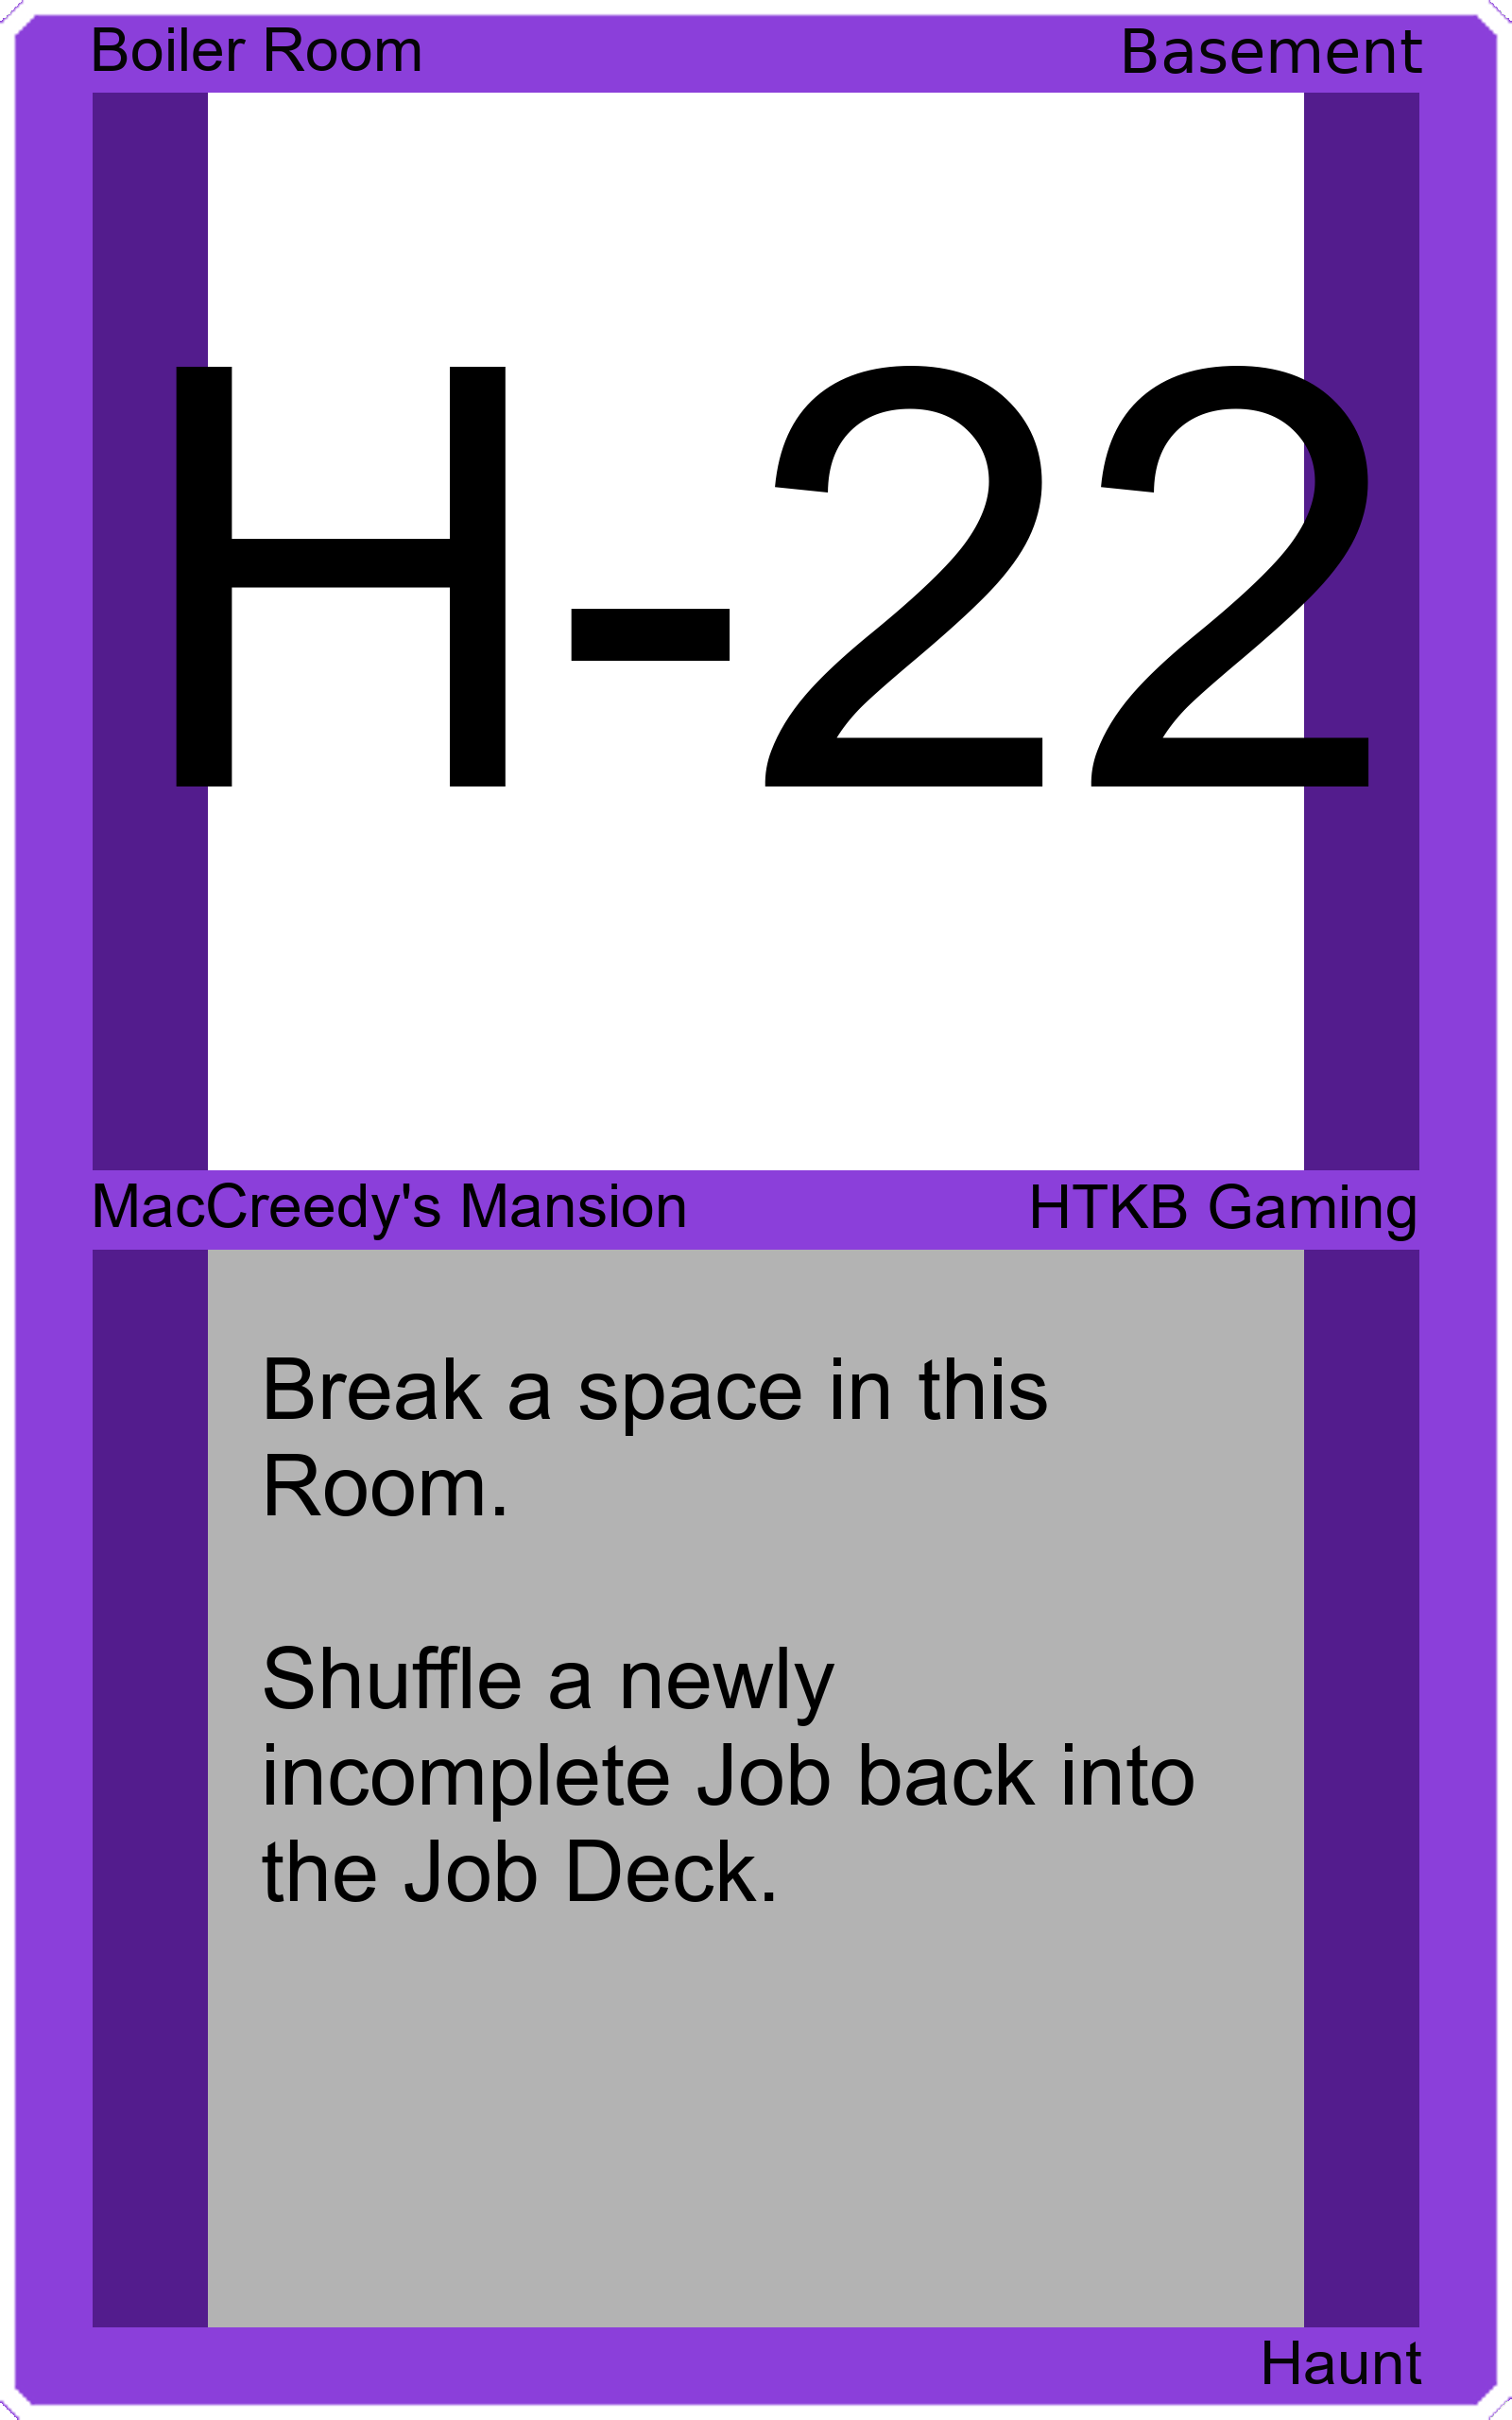 Boiler Room Basement
H-22
MacCreedy's Mansion HTKB Gaming
Break a space in this
Room.
Shuffle a newly
incomplete Job back into
the Job Deck.
Haunt